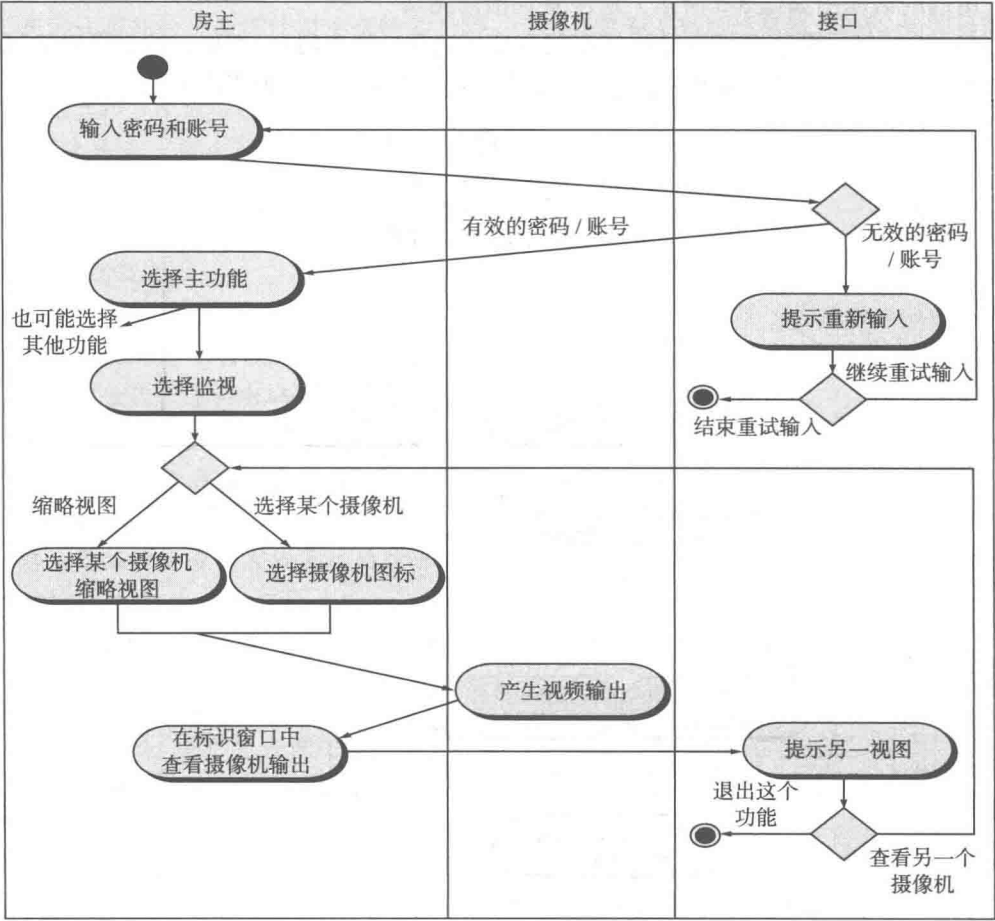 房主
摄像机
接口
输入密码和账号
有效的密码 / 账号
无效的密码
/ 账号
选择主功能
也可能选择
其他功能
提示重新输入
选择监视
继续重试输入
结束重试输入
缩略视图
选择某个摄像机
选择某个摄像机
缩略视图
选择摄像机图标
产生视频输出
在标识窗口中
查看摄像机输出
提示另一视图
退出这个
功能
查看另一个
摄像机